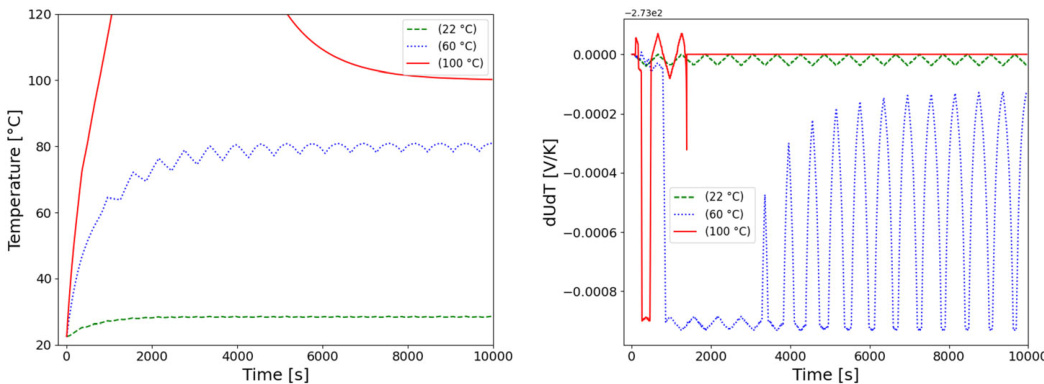 120
100
80
60
40
20
Temperature [°C]
(22 °C)
(60 °C)
(100 °C)
0
2000
4000
6000
8000
10000
Time [s]
−2.73e2
0.0000
−0.0002
−0.0004
−0.0006
−0.0008
dUdT [V/K]
(22 °C)
(60 °C)
(100 °C)
0
2000
4000
6000
8000
10000
Time [s]